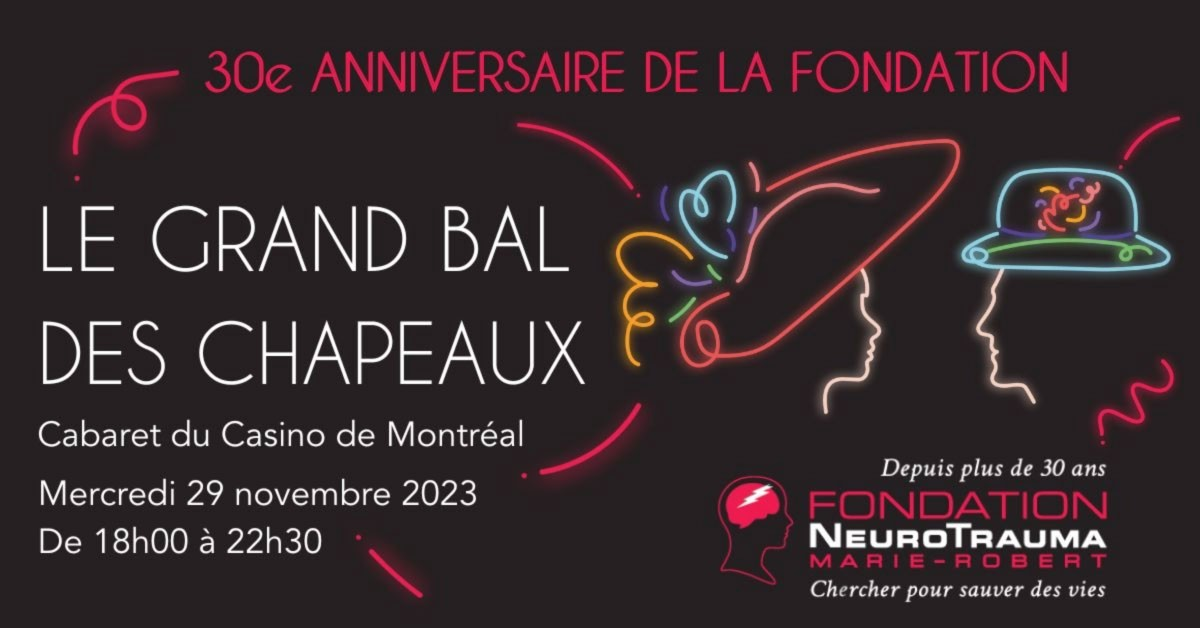 30e ANNIVERSAIRE DE LA FONDATION
LE GRAND BAL
DES CHAPEAUX
Cabaret du Casino de Montréal
Mercredi 29 novembre 2023
De 18h00 à 22h30
Depuis plus de 30 ans
FONDATION
NEUROTRAUMA
MARIE-ROBERT
Chercher pour sauver des vies